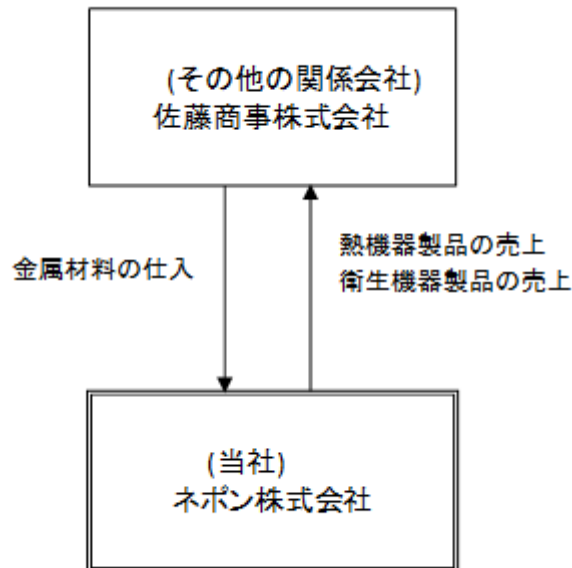 (その他の関係会社)
佐藤商事株式会社
金属材料の仕入
熱機器製品の売上
衛生機器製品の売上
(当社)
ネポン株式会社